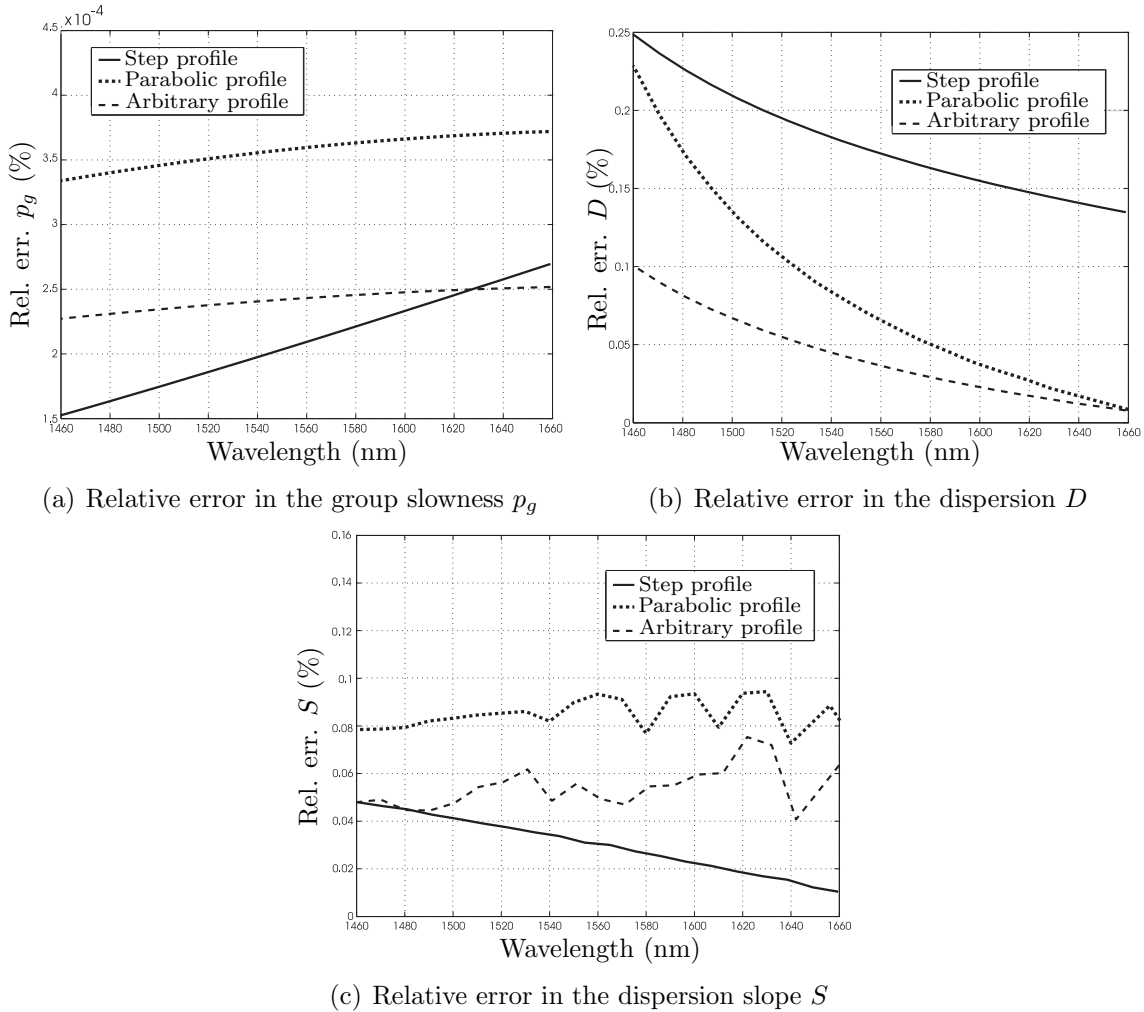 4.5 ×10-4
4
3.5
3
2.5
2
1.5
Rel. err. pg (%)
Step profile
Parabolic profile
Arbitrary profile
1460 1480 1500 1520 1540 1560 1580 1600 1620 1640 1660
Wavelength (nm)
(a) Relative error in the group slowness pg
0.25
0.2
0.15
0.1
0.05
0
Rel. err. D (%)
Step profile
Parabolic profile
Arbitrary profile
1460 1480 1500 1520 1540 1560 1580 1600 1620 1640 1660
Wavelength (nm)
(b) Relative error in the dispersion D
0.16
0.14
0.12
0.1
0.08
0.06
0.04
0.02
0
Rel. err. S (%)
Step profile
Parabolic profile
Arbitrary profile
1460 1480 1500 1520 1540 1560 1580 1600 1620 1640 1660
Wavelength (nm)
(c) Relative error in the dispersion slope S